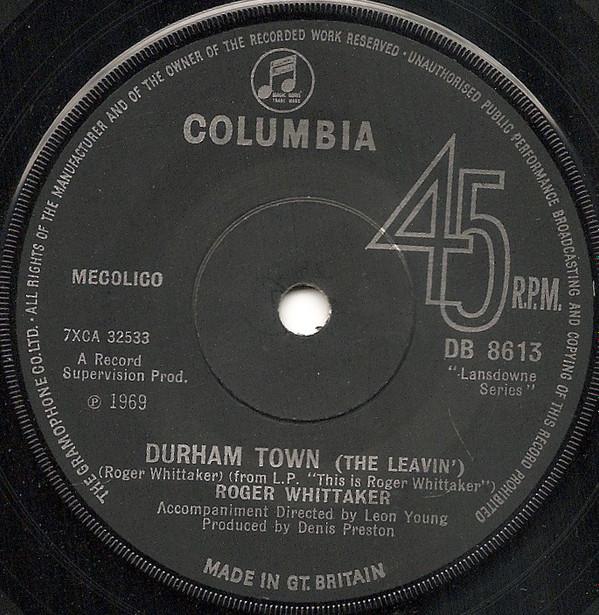 THE GRAMOPHONE CO.LTD. · ALL RIGHTS OF THE MANUFACTURER AND OF THE OWNER OF THE RECORDED WORK RESERVED · UNAUTHORISED PUBLIC PERFORMANCE BROADCASTING AND COPYING OF THIS RECORD PROHIBITED
TRADE MARK
COLUMBIA
45 R.P.M.
MECOLICO
7XCA 32533
A Record
Supervision Prod.
℗ 1969
DB 8613
"Lansdowne
Series"
DURHAM TOWN (THE LEAVIN')
(Roger Whittaker) (from L.P. "This is Roger Whittaker")
ROGER WHITTAKER
Accompaniment Directed by Leon Young
Produced by Denis Preston
MADE IN GT. BRITAIN